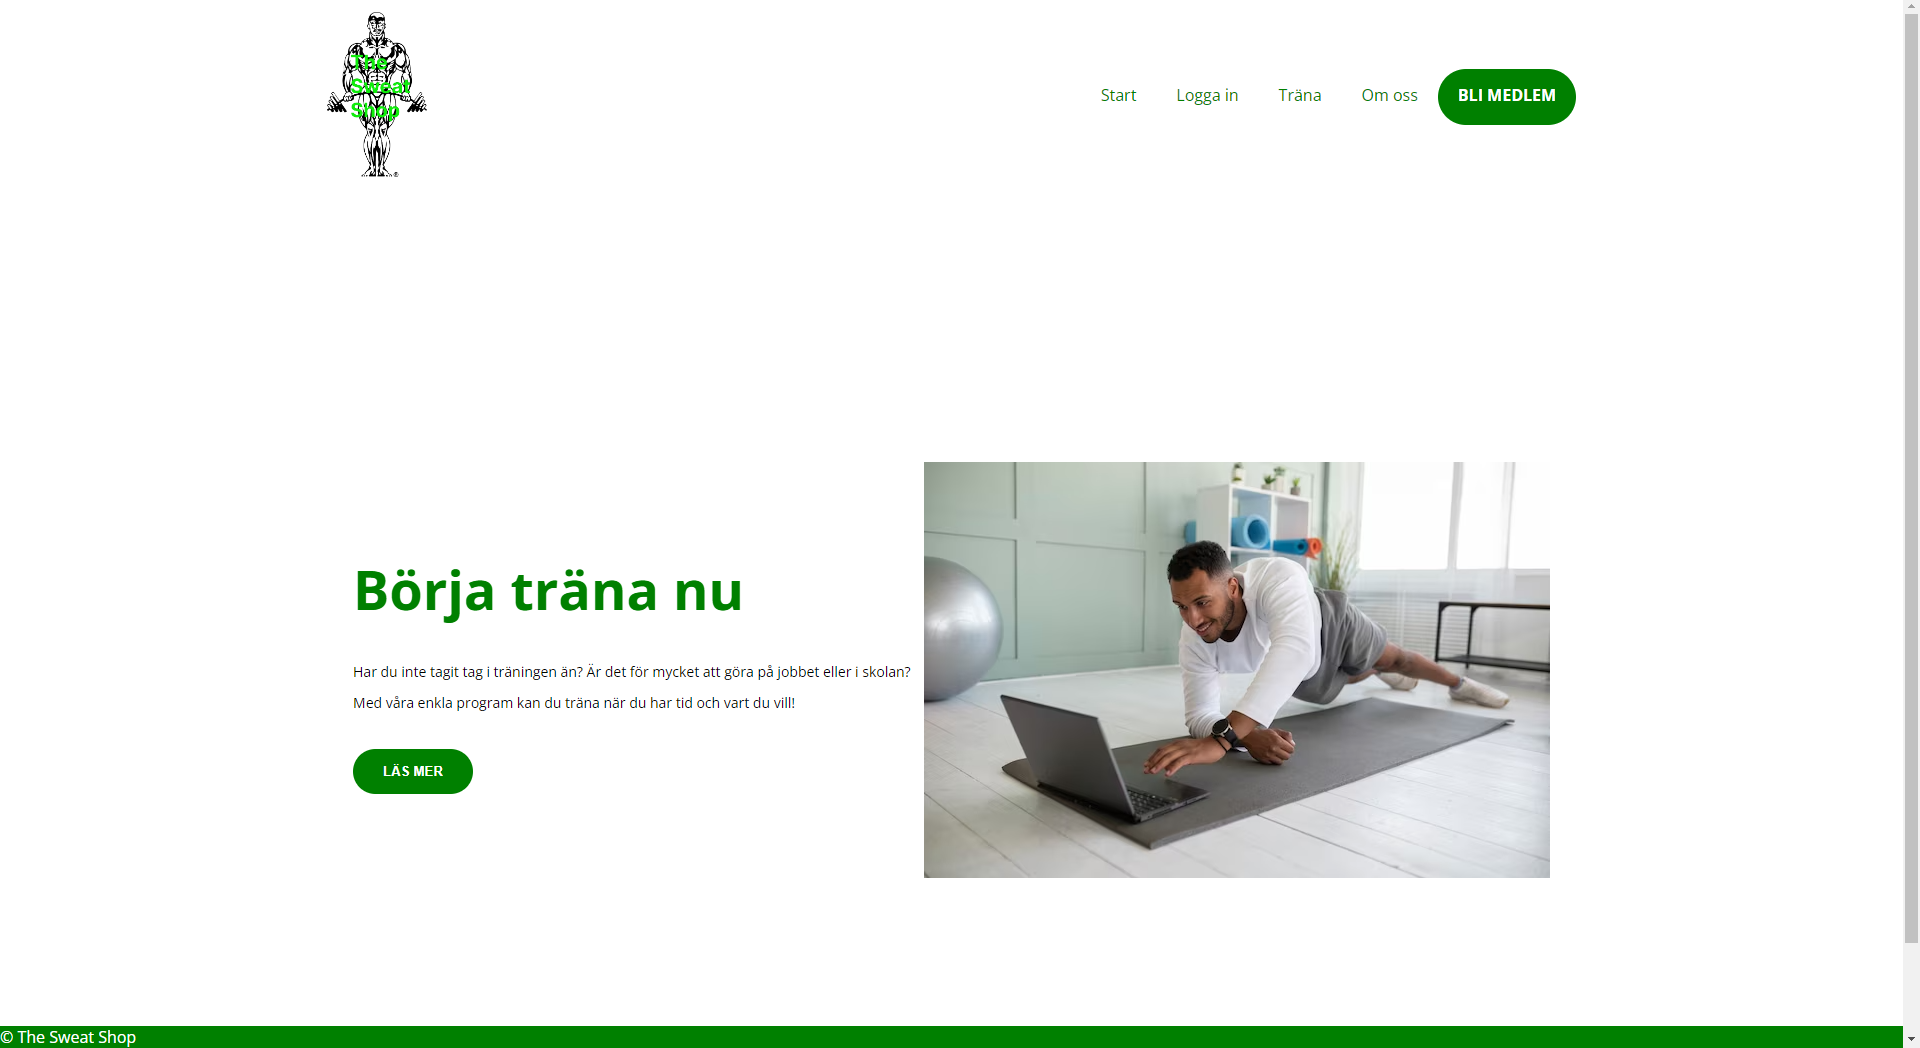 The
Sweat
Shop
®
Start Logga in Träna Om oss BLI MEDLEM
Börja träna nu
Har du inte tagit tag i träningen än? Är det för mycket att göra på jobbet eller i skolan?
Med våra enkla program kan du träna när du har tid och vart du vill!
LÄS MER
© The Sweat Shop